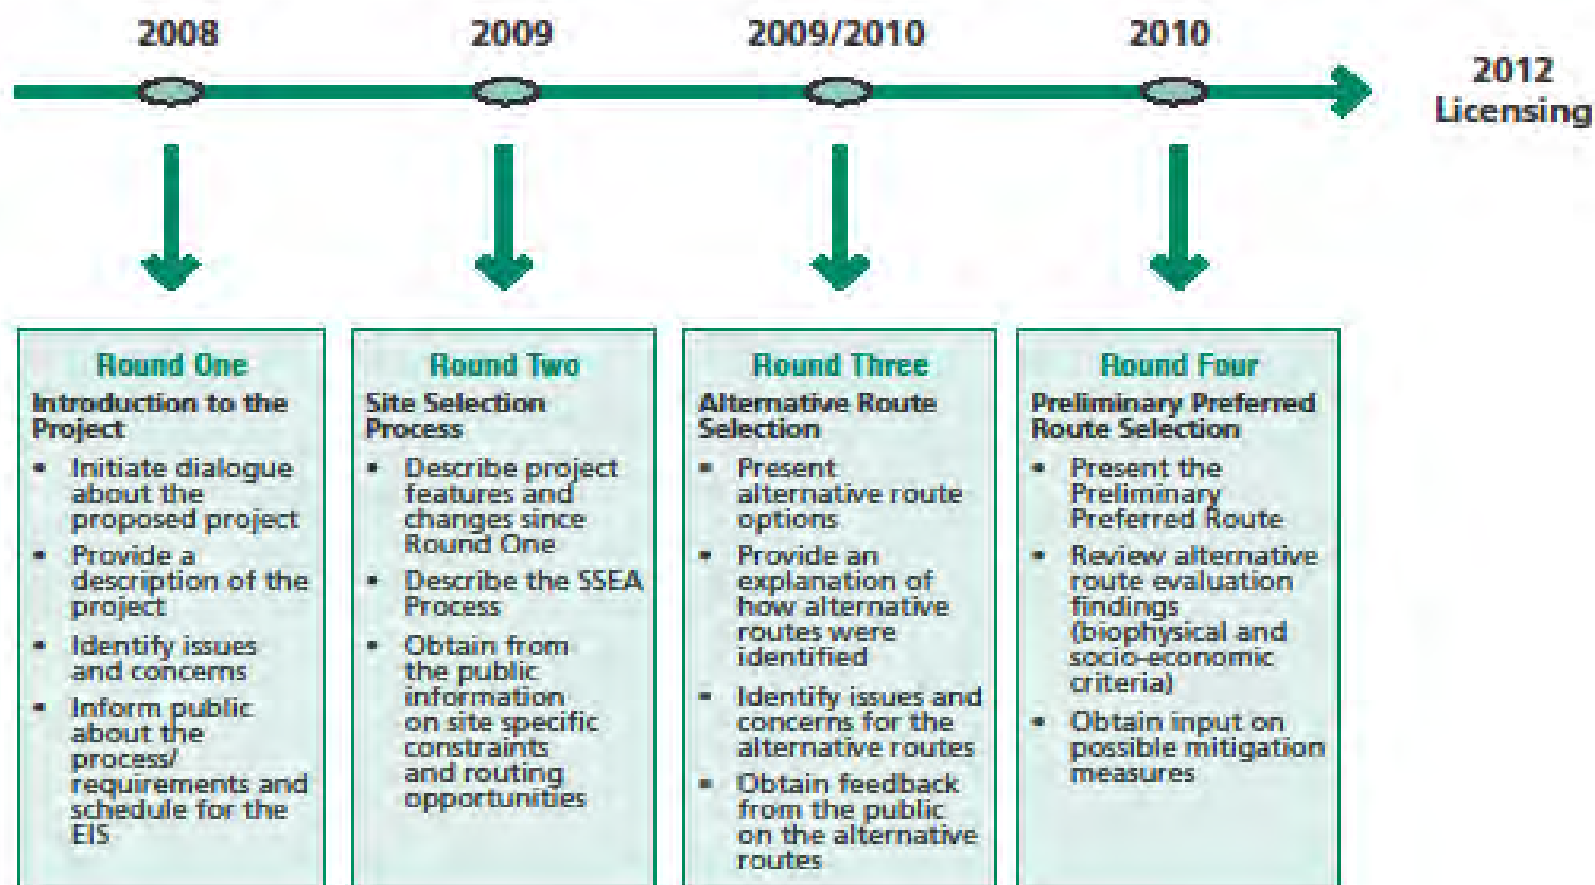 2008
2009
2009/2010
2010
2012
Licensing
Round One
Introduction to the
Project
• Initiate dialogue
about the
proposed project
• Provide a
description of the
project
• Identify issues
and concerns
• Inform public
about the
process/
requirements and
schedule for the
EIS
Round Two
Site Selection
Process
• Describe project
features and
changes since
Round One
• Describe the SSEA
Process
• Obtain from
the public
information
on site specific
constraints
and routing
opportunities
Round Three
Alternative Route
Selection
• Present
alternative route
options
• Provide an
explanation of
how alternative
routes were
identified
• Identify issues and
concerns for the
alternative routes
• Obtain feedback
from the public
on the alternative
routes
Round Four
Preliminary Preferred
Route Selection
• Present the
Preliminary
Preferred Route
• Review alternative
route evaluation
findings
(biophysical and
socio-economic
criteria)
• Obtain input on
possible mitigation
measures